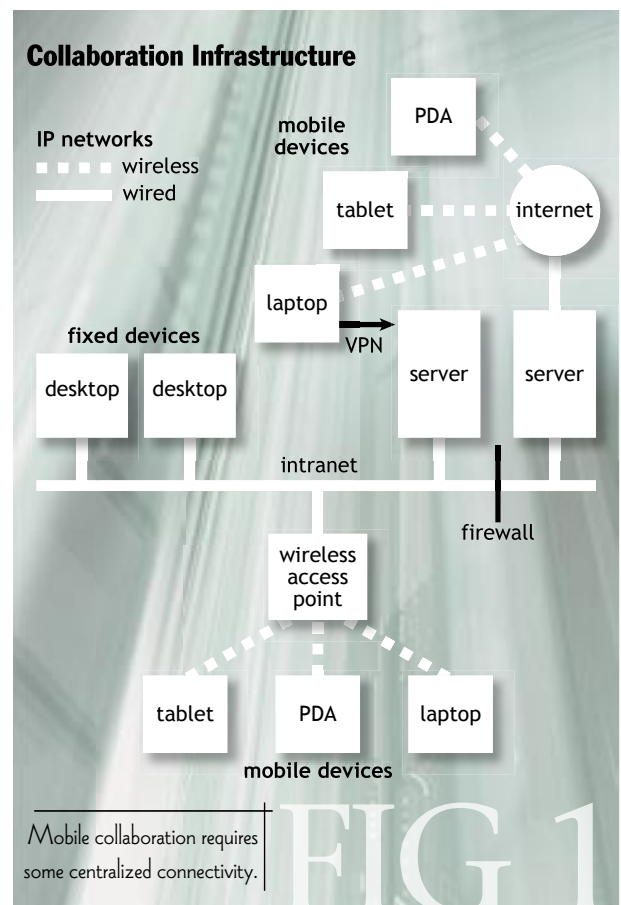 Collaboration Infrastructure
IP networks
wireless
wired
mobile
devices
PDA
tablet
internet
laptop
VPN
fixed devices
desktop
desktop
server
server
intranet
firewall
wireless
access
point
tablet
PDA
laptop
mobile devices
Mobile collaboration requires
some centralized connectivity.
FIG 1